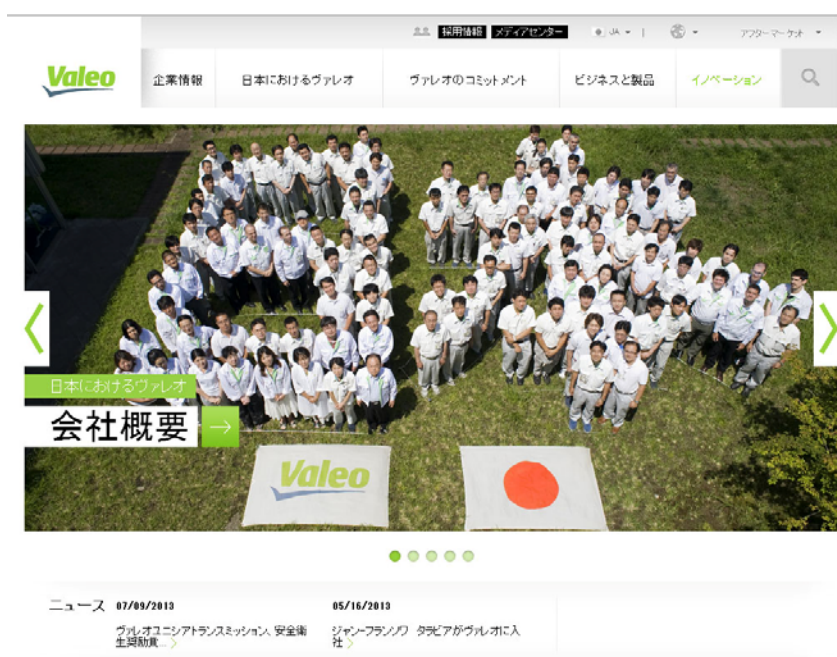 採用情報 メディアセンター JA アフターマーケット
Valeo 企業情報 日本におけるヴァレオ ヴァレオのコミットメント ビジネスと製品 イノベーション
日本におけるヴァレオ
会社概要
Valeo
ニュース 07/09/2013 05/16/2013
ヴァレオユニシアトランスミッション、安全衛 ジャン-フランソワ タラビアがヴァレオに入
生奨励賞... 社